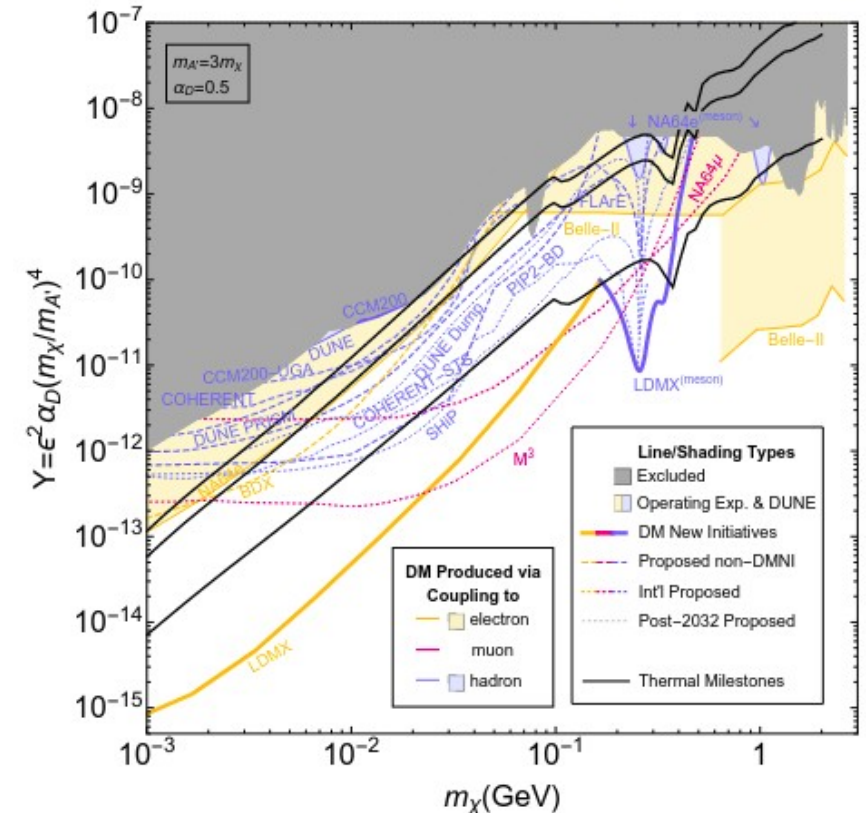 10⁻⁷
10⁻⁸
10⁻⁹
10⁻¹⁰
10⁻¹¹
10⁻¹²
10⁻¹³
10⁻¹⁴
10⁻¹⁵
Y=ϵ² α_D(m_χ/m_A')⁴
m_A'=3m_χ
α_D=0.5
↓ NA64e⁽ᵐᵉˢᵒⁿ⁾ ↘
NA64μ
FLArE
Belle-II
PIP2-BD
CCM200
DUNE
DUNE Dump
CCM200-UGA
COHERENT
COHERENT-STS
DUNE PRISM
SHiP
BDX
M³
LDMX⁽ᵐᵉˢᵒⁿ⁾
Belle-II
LDMX
Line/Shading Types
Excluded
Operating Exp. & DUNE
DM New Initiatives
Proposed non-DMNI
Int'l Proposed
Post-2032 Proposed
Thermal Milestones
DM Produced via
Coupling to
electron
muon
hadron
10⁻³
10⁻²
10⁻¹
1
m_χ(GeV)